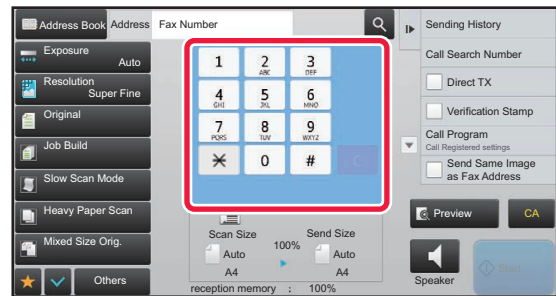 Address Book
Address
Fax Number
Exposure
Auto
Resolution
Super Fine
Original
Job Build
Slow Scan Mode
Heavy Paper Scan
Mixed Size Orig.
Others
1
2
ABC
3
DEF
4
GHI
5
JKL
6
MNO
7
PQRS
8
TUV
9
WXYZ
0
#
Scan Size
Auto
A4
100%
Send Size
Auto
A4
reception memory : 100%
Sending History
Call Search Number
Direct TX
Verification Stamp
Call Program
Call Registered settings
Send Same Image
as Fax Address
Preview
CA
Speaker
Start